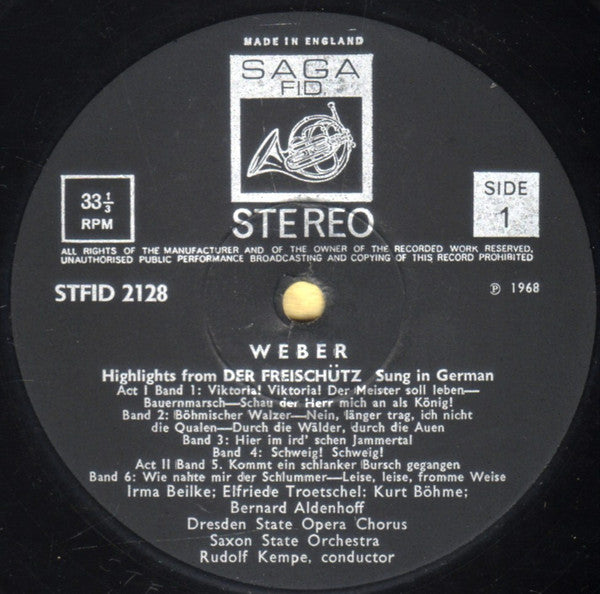 MADE IN ENGLAND
SAGA
FID
33⅓
RPM
SIDE
1
STEREO
ALL RIGHTS OF THE MANUFACTURER AND OF THE OWNER OF THE RECORDED WORK RESERVED,
UNAUTHORISED PUBLIC PERFORMANCE BROADCASTING AND COPYING OF THIS RECORD PROHIBITED
STFID 2128
℗ 1968
WEBER
Highlights from DER FREISCHÜTZ Sung in German
Act I Band 1: Viktoria! Viktoria! Der Meister soll leben—
Bauernmarsch—Schau der Herr mich an als König!
Band 2: Böhmischer Walzer—Nein, länger trag, ich nicht
die Qualen—Durch die Wälder, durch die Auen
Band 3: Hier im ird' schen Jammertal
Band 4: Schweig! Schweig!
Act II Band 5. Kommt ein schlanker Bursch gegangen
Band 6: Wie nahte mir der Schlummer—Leise, leise, fromme Weise
Irma Beilke; Elfriede Troetschel: Kurt Böhme;
Bernard Aldenhoff
Dresden State Opera Chorus
Saxon State Orchestra
Rudolf Kempe, conductor